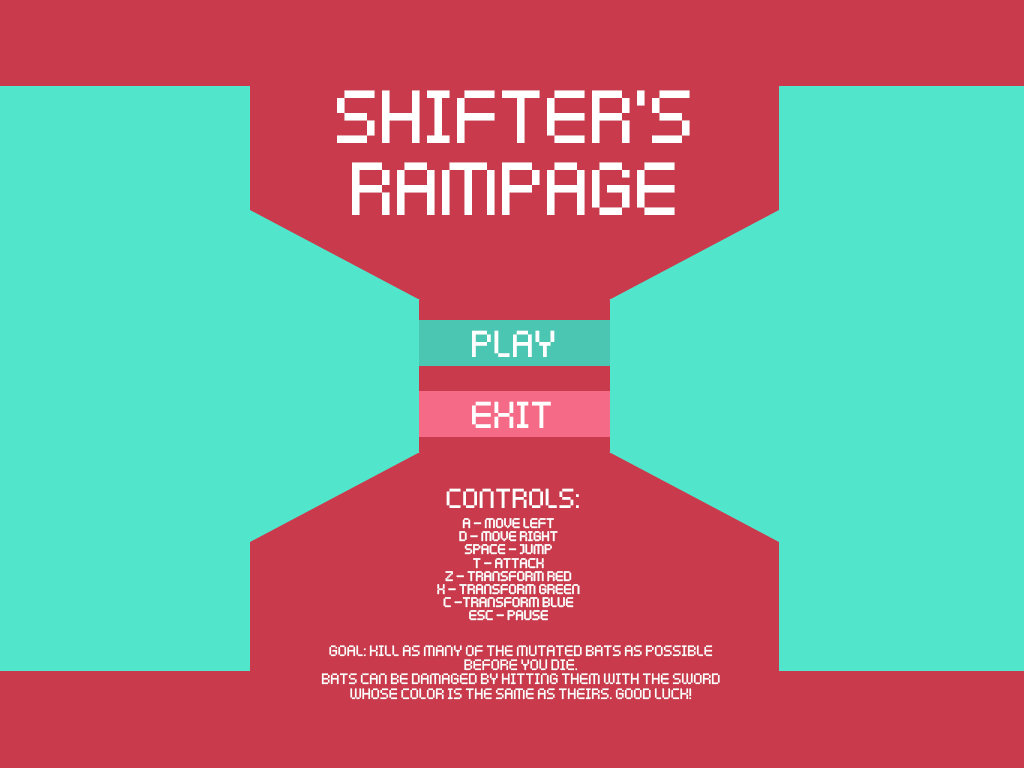 SHIFTER'S
RAMPAGE
PLAY
EXIT
CONTROLS:
A - MOVE LEFT
D - MOVE RIGHT
SPACE - JUMP
T - ATTACK
Z - TRANSFORM RED
X - TRANSFORM GREEN
C -TRANSFORM BLUE
ESC - PAUSE
GOAL: KILL AS MANY OF THE MUTATED BATS AS POSSIBLE
BEFORE YOU DIE.
BATS CAN BE DAMAGED BY HITTING THEM WITH THE SWORD
WHOSE COLOR IS THE SAME AS THEIRS. GOOD LUCK!